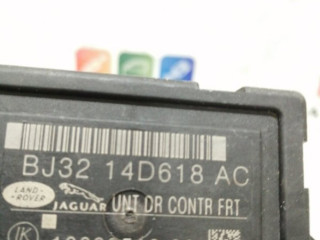 BJ32 14D618 AC
LAND-
ROVER
JAGUAR UNT DR CONTR FRT